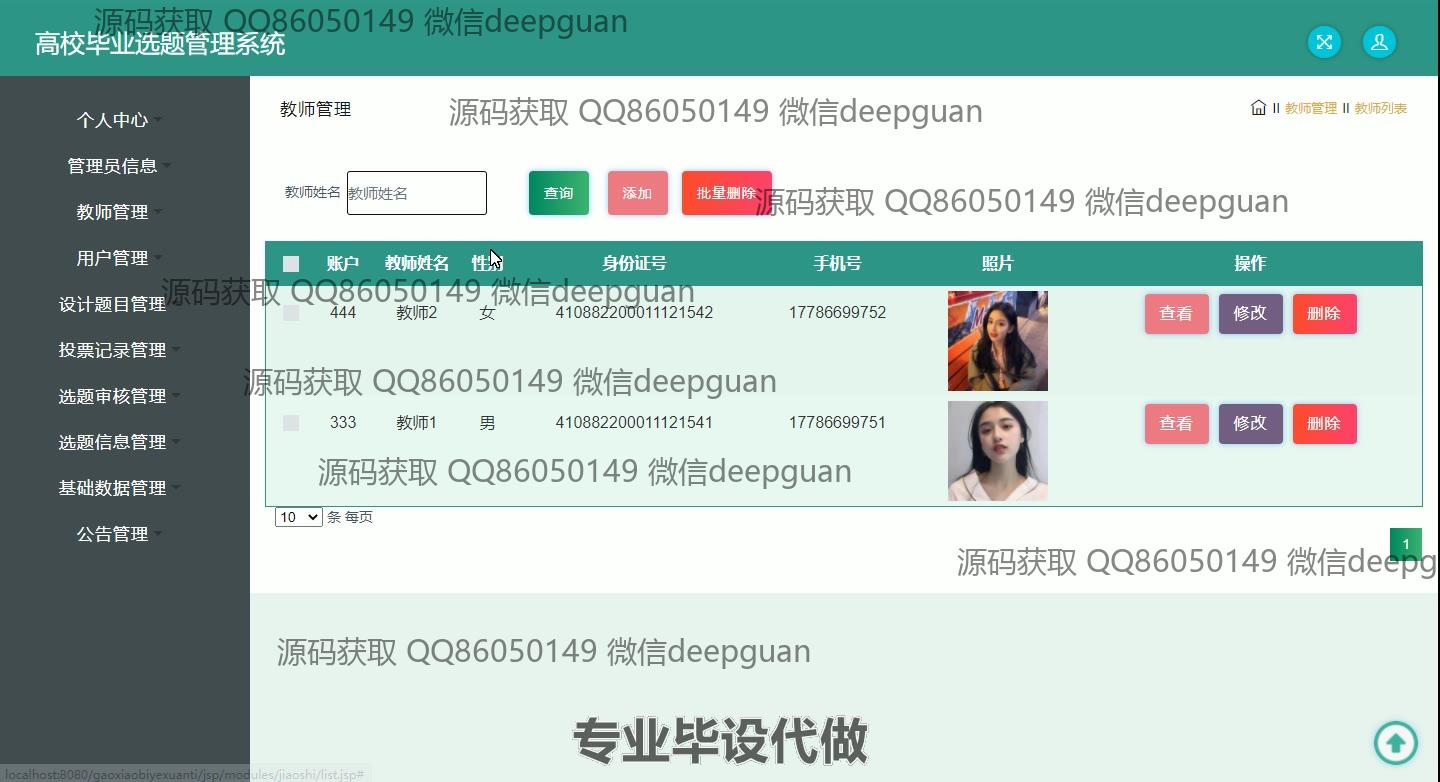 源码获取 QQ86050149 微信deepguan
高校毕业选题管理系统
个人中心
管理员信息
教师管理
用户管理
设计题目管理
投票记录管理
选题审核管理
选题信息管理
基础数据管理
公告管理
教师管理
源码获取 QQ86050149 微信deepguan
教师管理 教师列表
教师姓名 教师姓名 查询 添加 批量删除
源码获取 QQ86050149 微信deepguan
账户 教师姓名 性别 身份证号 手机号 照片 操作
源码获取 QQ86050149 微信deepguan
444 教师2 女 410882200011121542 17786699752 查看 修改 删除
源码获取 QQ86050149 微信deepguan
333 教师1 男 410882200011121541 17786699751 查看 修改 删除
源码获取 QQ86050149 微信deepguan
10 条 每页
1
源码获取 QQ86050149 微信deepg
源码获取 QQ86050149 微信deepguan
专业毕设代做
localhost:8080/gaoxiaobiyexuanti/jsp/modules/jiaoshi/list.jsp#